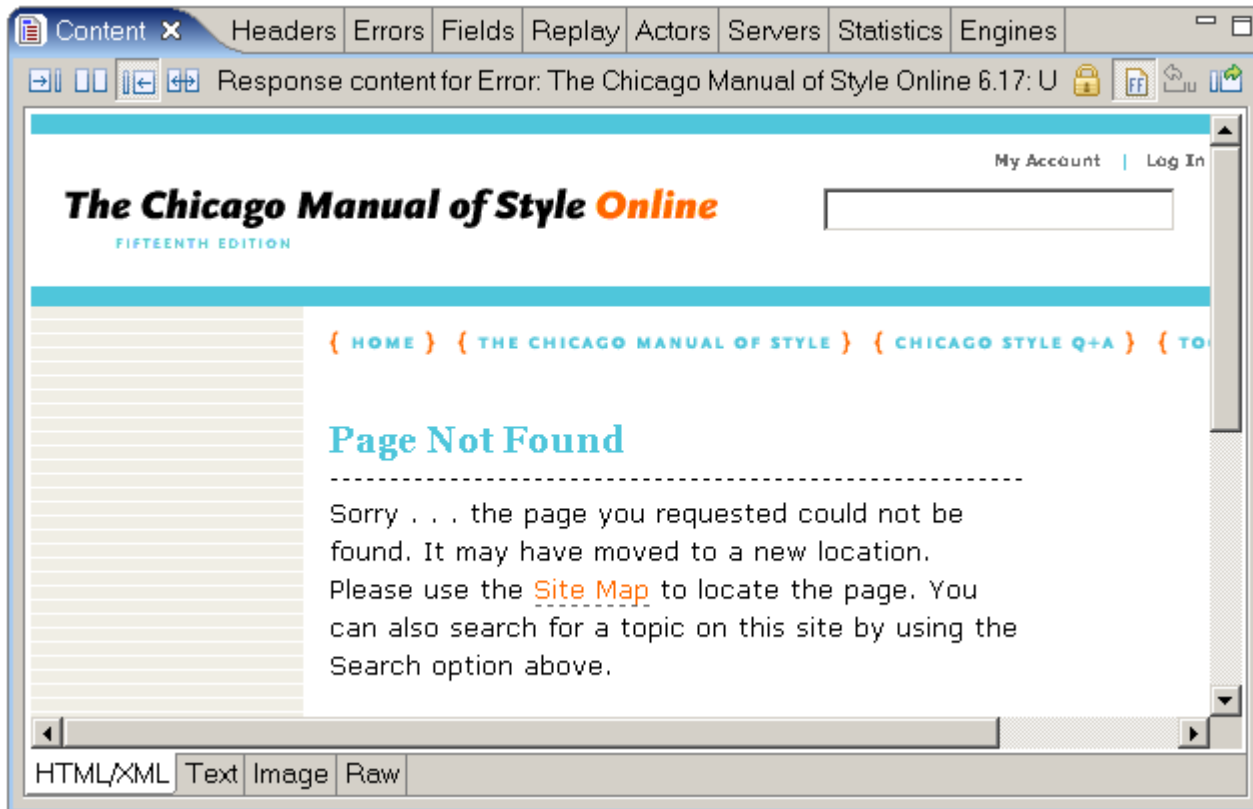 Content Headers Errors Fields Replay Actors Servers Statistics Engines
Response content for Error: The Chicago Manual of Style Online 6.17: U
FF
My Account | Log In
The Chicago Manual of Style Online
FIFTEENTH EDITION
{ HOME } { THE CHICAGO MANUAL OF STYLE } { CHICAGO STYLE Q+A } {
Page Not Found
---------------------------------------------------------
Sorry . . . the page you requested could not be
found. It may have moved to a new location.
Please use the Site Map to locate the page. You
can also search for a topic on this site by using the
Search option above.
HTML/XML Text Image Raw